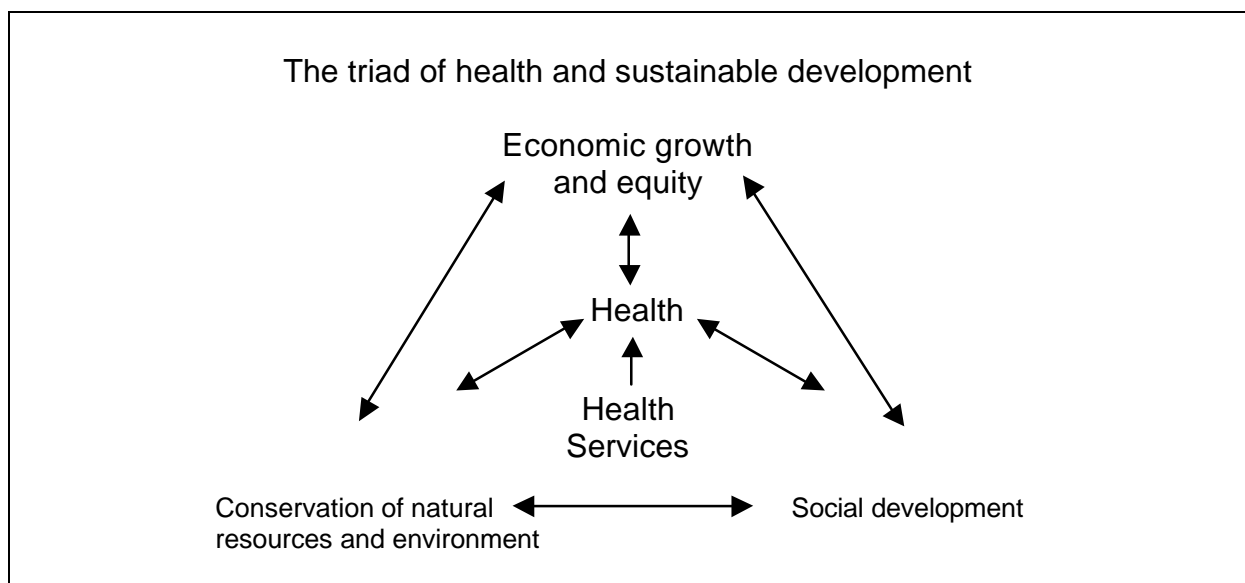 The triad of health and sustainable development
Economic growth
and equity
Health
Health
Services
Conservation of natural
resources and environment
Social development